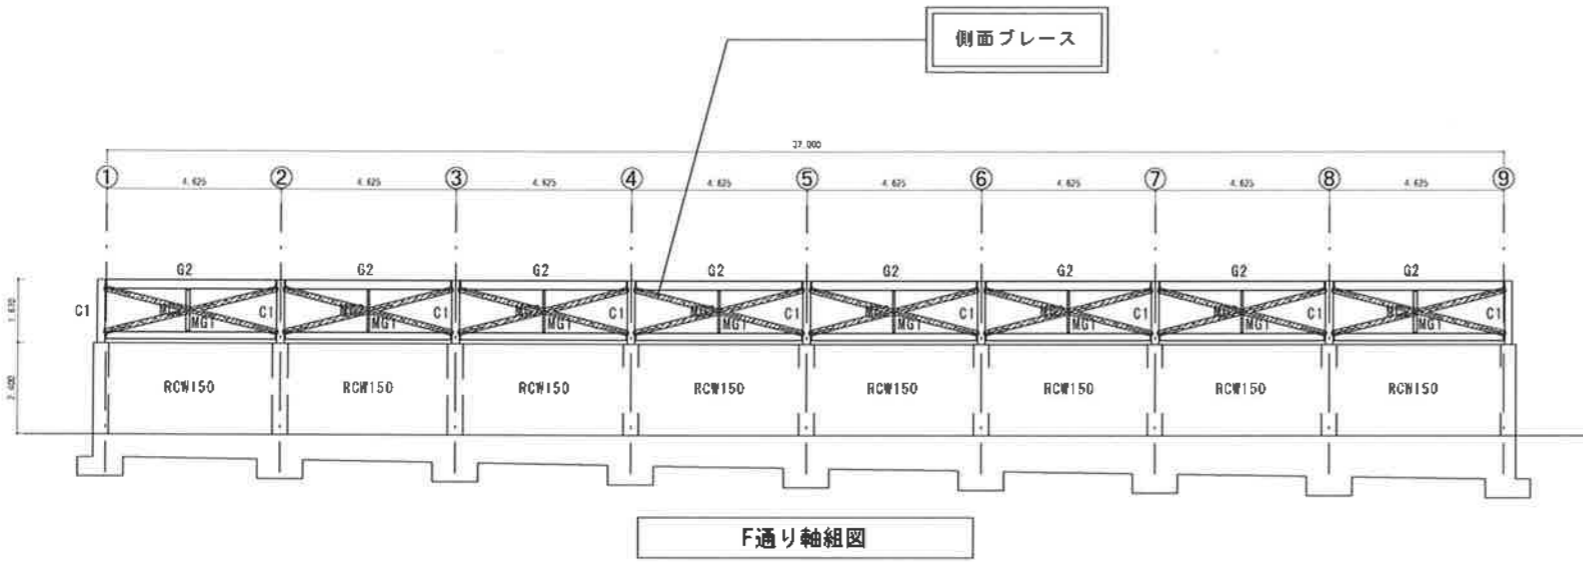 側面ブレース
37.000
① ② ③ ④ ⑤ ⑥ ⑦ ⑧ ⑨
4.625 4.625 4.625 4.625 4.625 4.625 4.625 4.625
G2 G2 G2 G2 G2 G2 G2 G2
C1 C1 C1 C1 C1 C1 C1 C1 C1
MG1 MG1 MG1 MG1 MG1 MG1 MG1 MG1
2.400
RCW150 RCW150 RCW150 RCW150 RCW150 RCW150 RCW150 RCW150
F通り軸組図